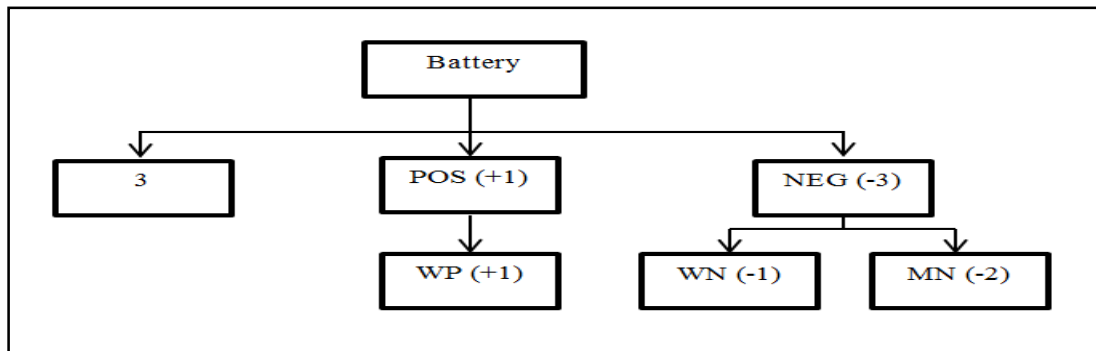 Battery
3
POS (+1)
NEG (-3)
WP (+1)
WN (-1)
MN (-2)